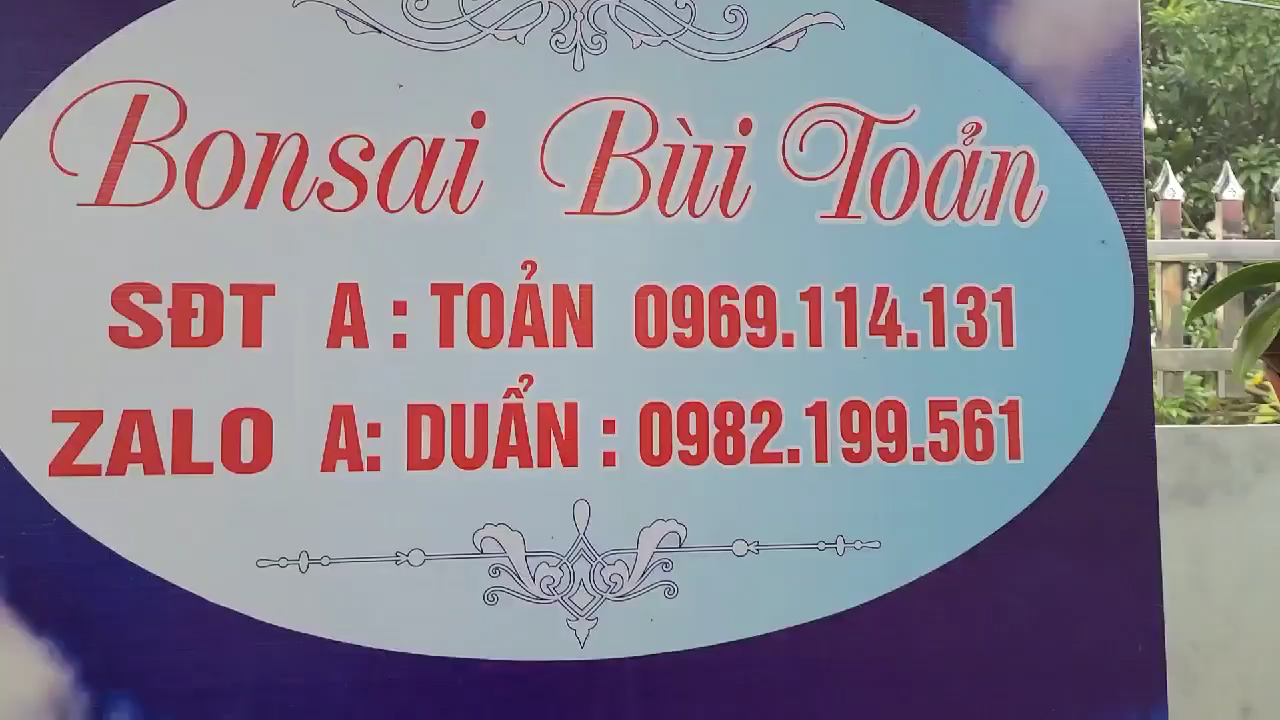 Bonsai Bùi Toản
SĐT A : TOẢN 0969.114.131
ZALO A: DUẨN : 0982.199.561